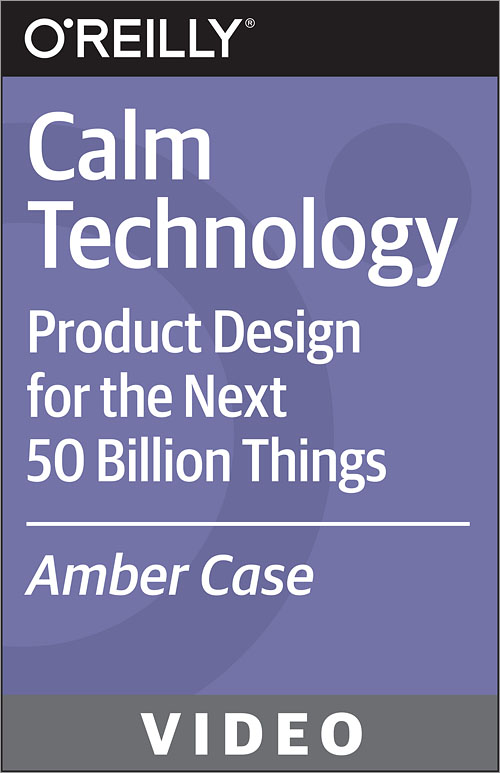 O'REILLY®
Calm
Technology
Product Design
for the Next
50 Billion Things
Amber Case
VIDEO